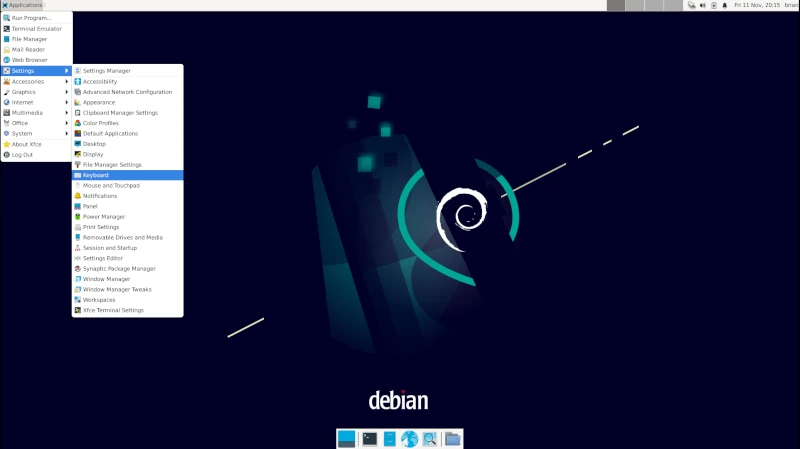 Applications
Fri 11 Nov, 20:15 brian
Run Program...
Terminal Emulator
File Manager
Mail Reader
Web Browser
Settings
Accessories
Graphics
Internet
Multimedia
Office
System
About Xfce
Log Out
Settings Manager
Accessibility
Advanced Network Configuration
Appearance
Clipboard Manager Settings
Color Profiles
Default Applications
Desktop
Display
File Manager Settings
Keyboard
Mouse and Touchpad
Notifications
Panel
Power Manager
Print Settings
Removable Drives and Media
Session and Startup
Settings Editor
Synaptic Package Manager
Window Manager
Window Manager Tweaks
Workspaces
Xfce Terminal Settings
debian